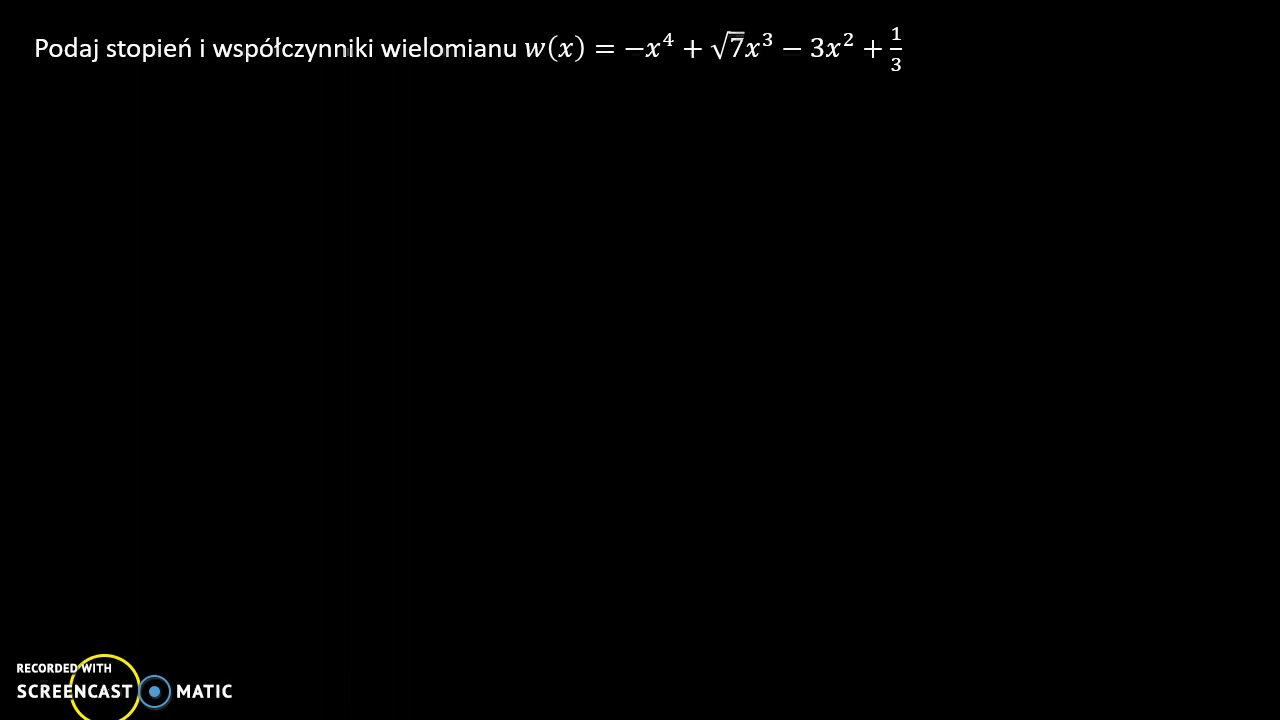 Podaj stopień i współczynniki wielomianu w(x) = −x⁴ + √7x³ − 3x² + 1/3
RECORDED WITH
SCREENCAST MATIC